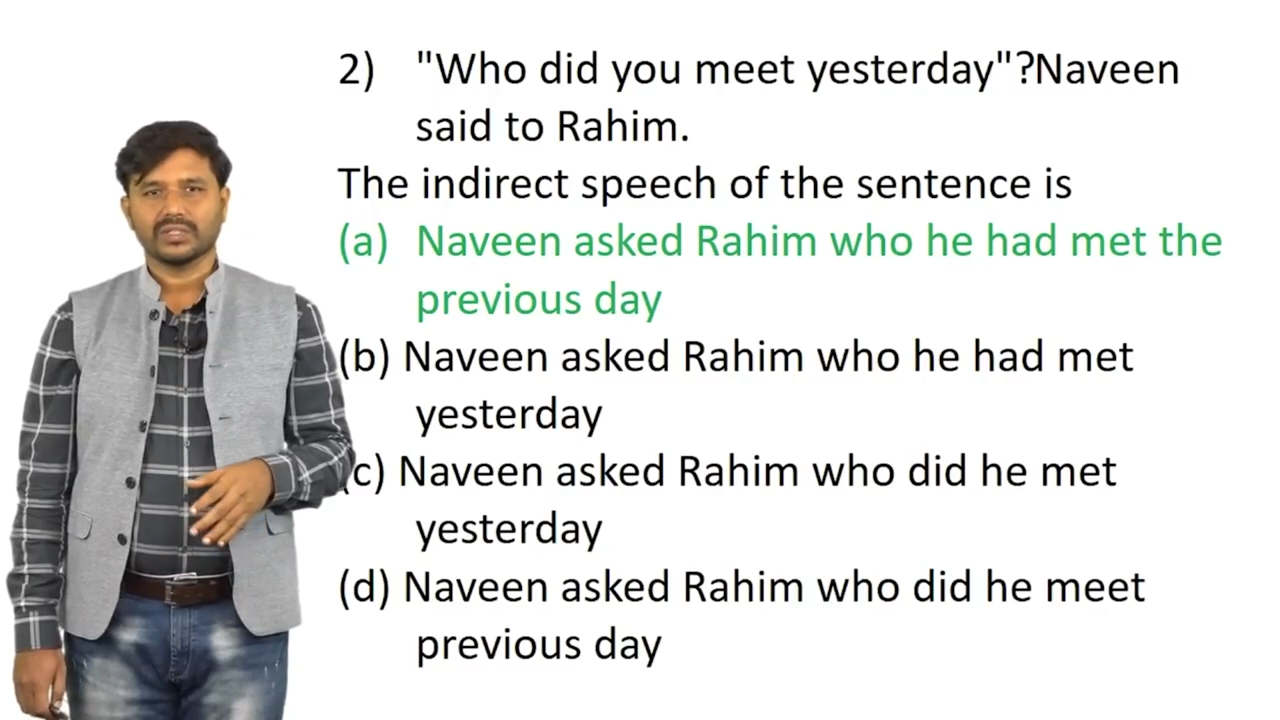 2) "Who did you meet yesterday"?Naveen
said to Rahim.
The indirect speech of the sentence is
(a) Naveen asked Rahim who he had met the
previous day
(b) Naveen asked Rahim who he had met
yesterday
(c) Naveen asked Rahim who did he met
yesterday
(d) Naveen asked Rahim who did he meet
previous day